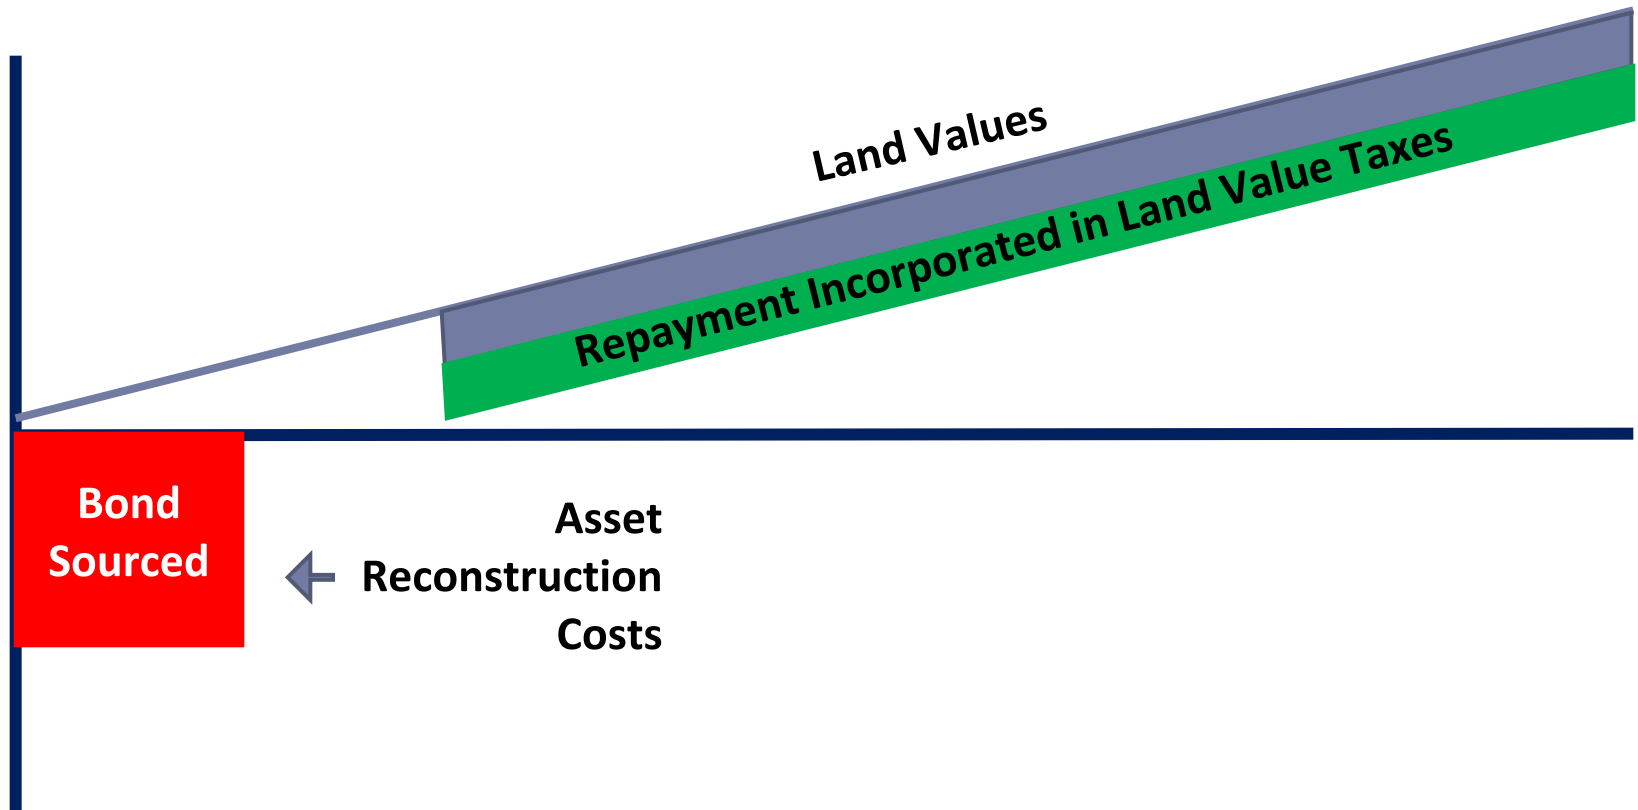 Land Values
Repayment Incorporated in Land Value Taxes
Bond
Sourced
Asset
Reconstruction
Costs